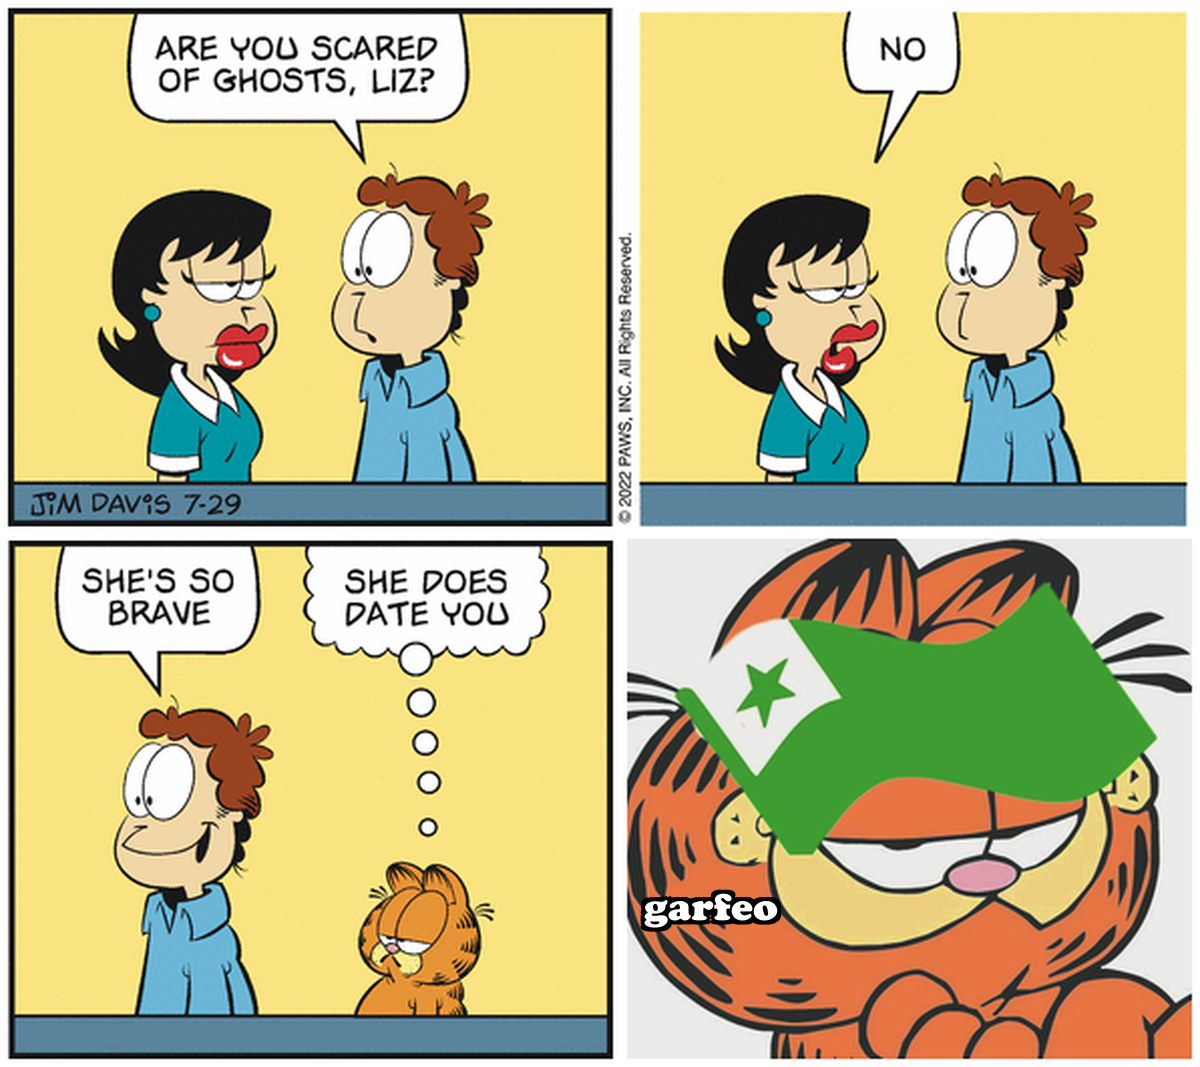 ARE YOU SCARED
OF GHOSTS, LIZ?
JIM DAVIS 7-29
© 2022 PAWS, INC. All Rights Reserved.
NO
SHE'S SO
BRAVE
SHE DOES
DATE YOU
garfeo